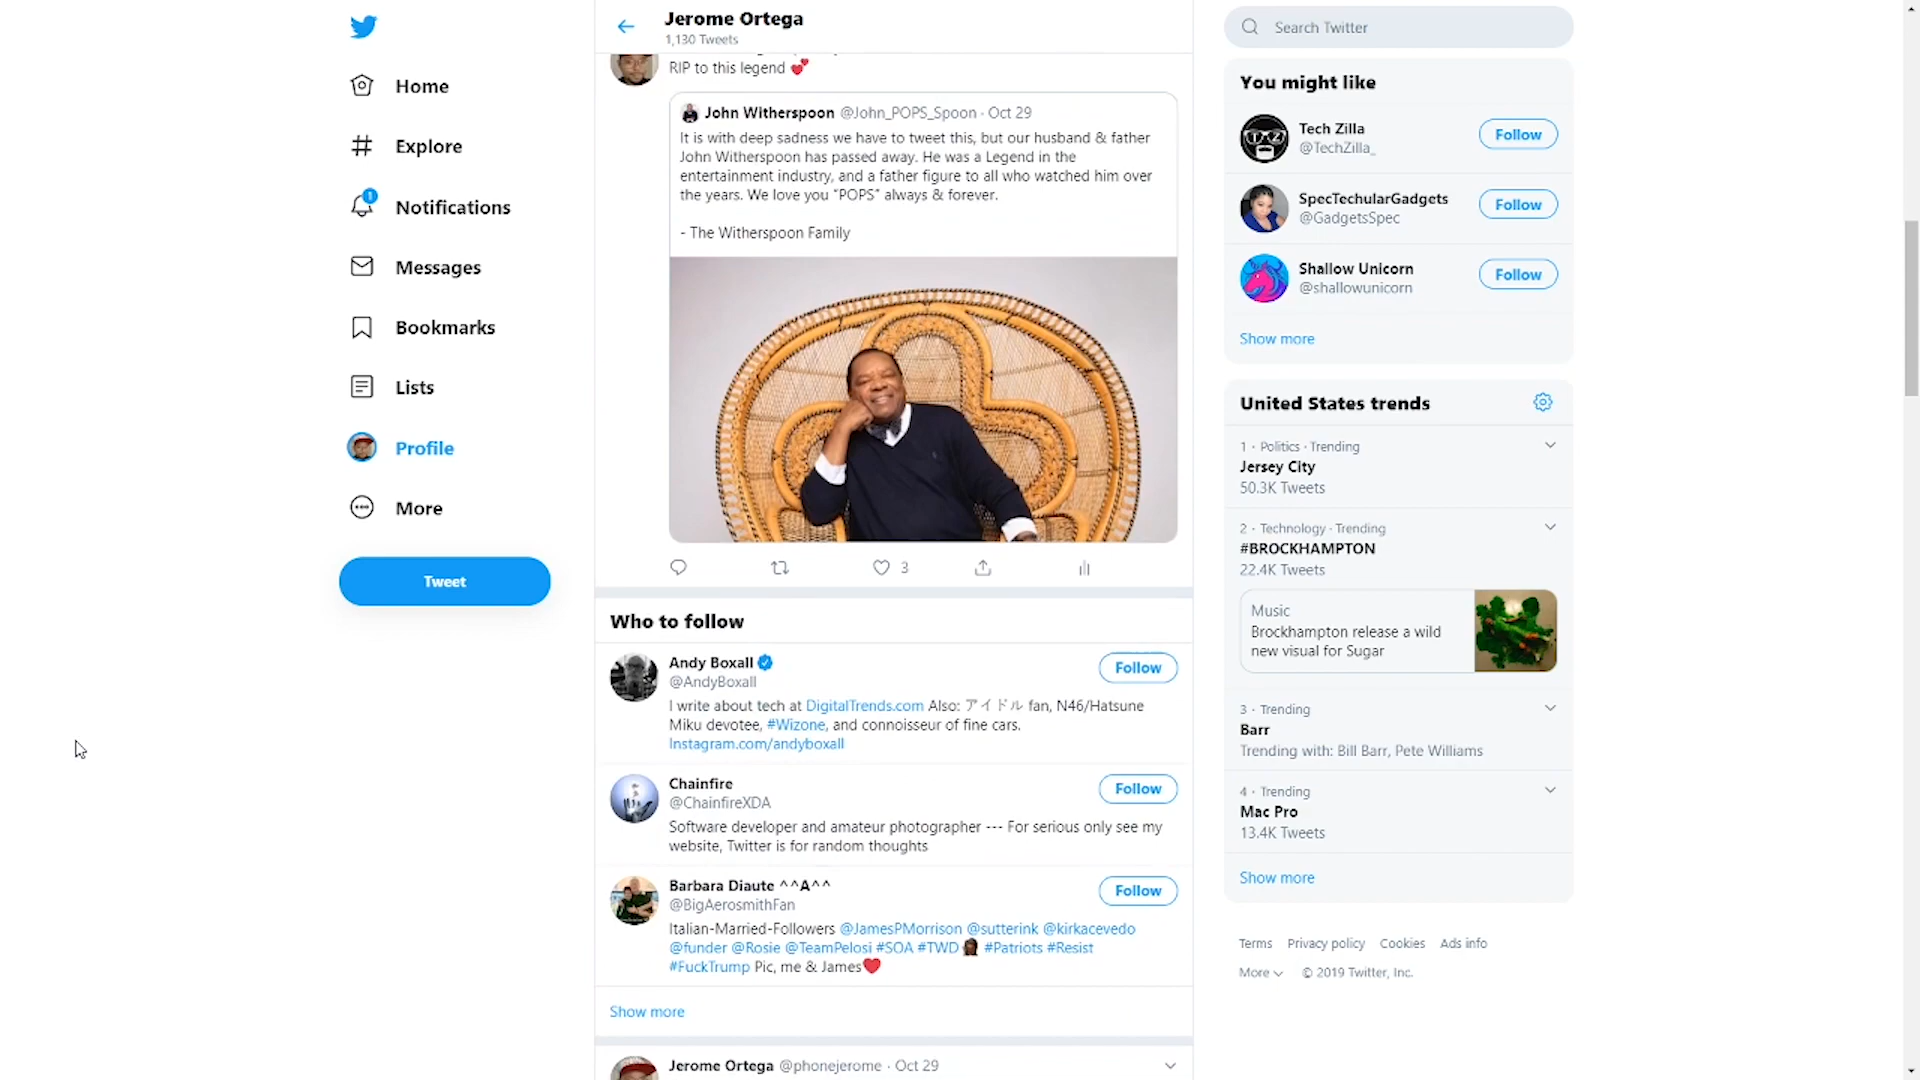 Home
Explore
1
Notifications
Messages
Bookmarks
Lists
Profile
More
Tweet
Jerome Ortega
1,130 Tweets
RIP to this legend 💕
John Witherspoon @John_POPS_Spoon · Oct 29
It is with deep sadness we have to tweet this, but our husband & father
John Witherspoon has passed away. He was a Legend in the
entertainment industry, and a father figure to all who watched him over
the years. We love you “POPS” always & forever.
- The Witherspoon Family
3
Who to follow
Andy Boxall
@AndyBoxall
Follow
I write about tech at DigitalTrends.com Also: アイドル fan, N46/Hatsune
Miku devotee, #Wizone, and connoisseur of fine cars.
Instagram.com/andyboxall
Chainfire
@ChainfireXDA
Follow
Software developer and amateur photographer --- For serious only see my
website, Twitter is for random thoughts
Barbara Diaute ^^A^^
@BigAerosmithFan
Follow
Italian-Married-Followers @JamesPMorrison @sutterink @kirkacevedo
@funder @Rosie @TeamPelosi #SOA #TWD #Patriots #Resist
#FuckTrump Pic, me & James❤️
Show more
Jerome Ortega @phonejerome · Oct 29
Search Twitter
You might like
Tech Zilla
@TechZilla_
Follow
SpecTechularGadgets
@GadgetsSpec
Follow
Shallow Unicorn
@shallowunicorn
Follow
Show more
United States trends
1 · Politics · Trending
Jersey City
50.3K Tweets
2 · Technology · Trending
#BROCKHAMPTON
22.4K Tweets
Music
Brockhampton release a wild
new visual for Sugar
3 · Trending
Barr
Trending with: Bill Barr, Pete Williams
4 · Trending
Mac Pro
13.4K Tweets
Show more
Terms Privacy policy Cookies Ads info
More © 2019 Twitter, Inc.